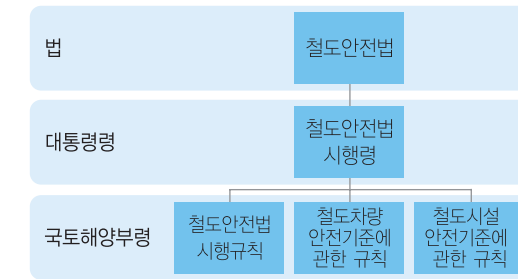 법
철도안전법
대통령령
철도안전법
시행령
국토해양부령
철도안전법
시행규칙
철도차량
안전기준에
관한 규칙
철도시설
안전기준에
관한 규칙